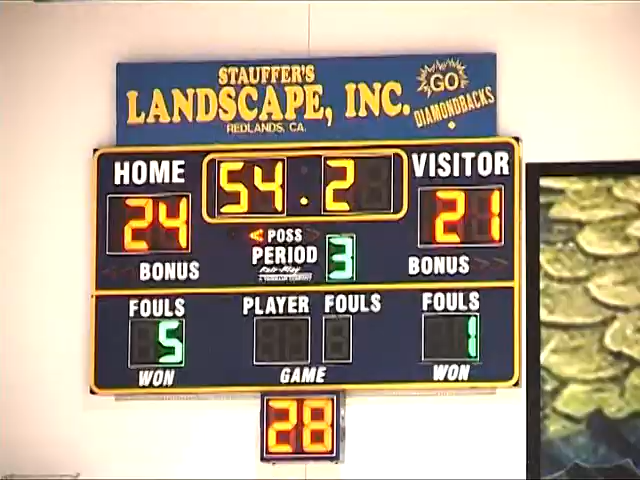 STAUFFER'S
LANDSCAPE, INC.
REDLANDS, CA.
GO
DIAMONDBACKS
HOME
54.2
VISITOR
24
21
< POSS
PERIOD 3
BONUS
BONUS
FOULS
PLAYER FOULS
FOULS
5
1
WON
GAME
WON
28